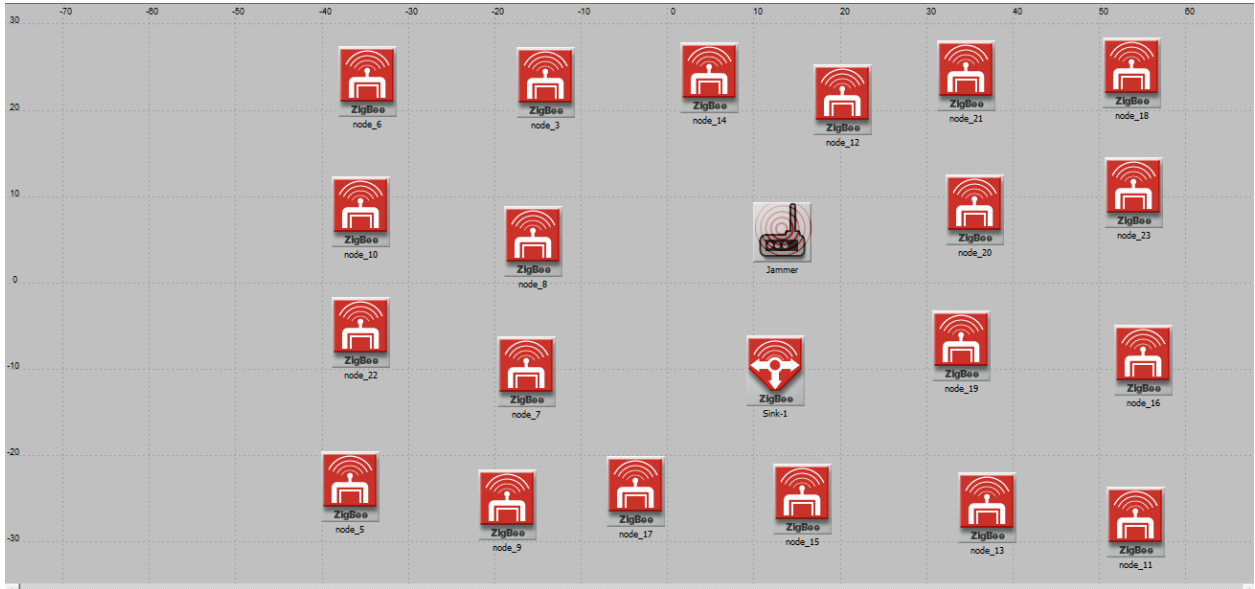 -70 -60 -50 -40 -30 -20 -10 0 10 20 30 40 50 60
30
ZigBee ZigBee ZigBee ZigBee ZigBee ZigBee
node_6 node_3 node_14 node_12 node_21 node_18
20
10
ZigBee ZigBee ZigBee ZigBee
node_10 node_8 Jammer node_20 node_23
0
ZigBee ZigBee ZigBee ZigBee ZigBee
node_22 node_7 Sink-1 node_19 node_16
-10
-20
ZigBee ZigBee ZigBee ZigBee ZigBee ZigBee
node_5 node_9 node_17 node_15 node_13 node_11
-30